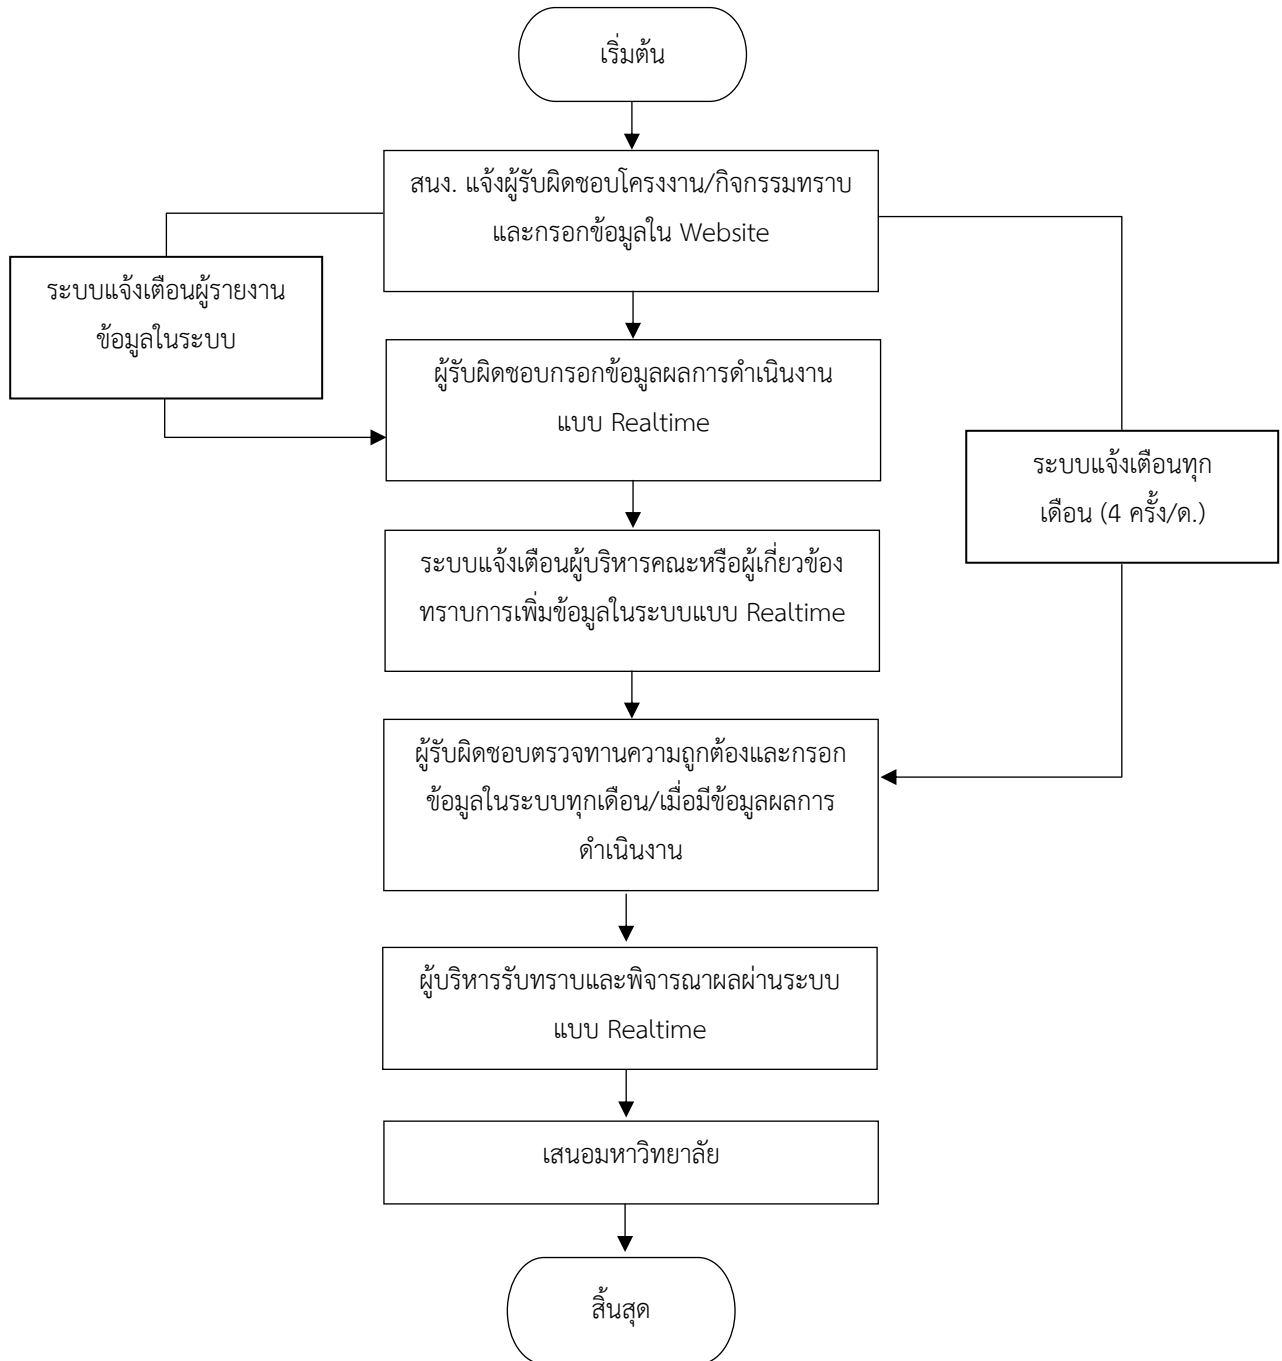 เริ่มต้น
สนง. แจ้งผู้รับผิดชอบโครงงาน/กิจกรรมทราบ
และกรอกข้อมูลใน Website
ระบบแจ้งเตือนผู้รายงาน
ข้อมูลในระบบ
ผู้รับผิดชอบกรอกข้อมูลผลการดำเนินงาน
แบบ Realtime
ระบบแจ้งเตือนทุก
เดือน (4 ครั้ง/ด.)
ระบบแจ้งเตือนผู้บริหารคณะหรือผู้เกี่ยวข้อง
ทราบการเพิ่มข้อมูลในระบบแบบ Realtime
ผู้รับผิดชอบตรวจทานความถูกต้องและกรอก
ข้อมูลในระบบทุกเดือน/เมื่อมีข้อมูลผลการ
ดำเนินงาน
ผู้บริหารรับทราบและพิจารณาผลผ่านระบบ
แบบ Realtime
เสนอมหาวิทยาลัย
สิ้นสุด